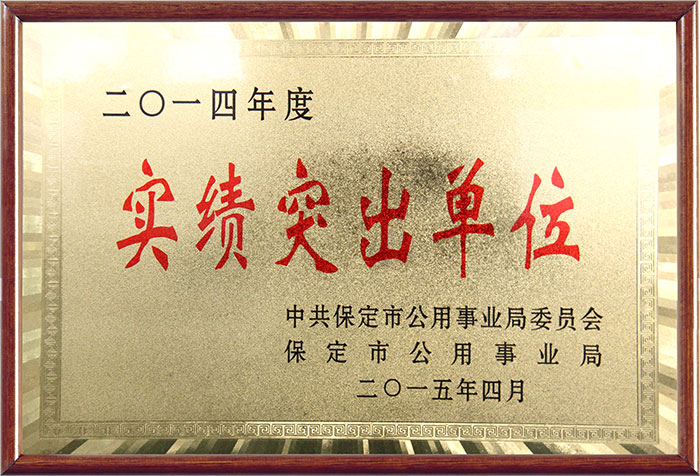 二〇一四年度
实绩突出单位
中共保定市公用事业局委员会
保定市公用事业局
二〇一五年四月